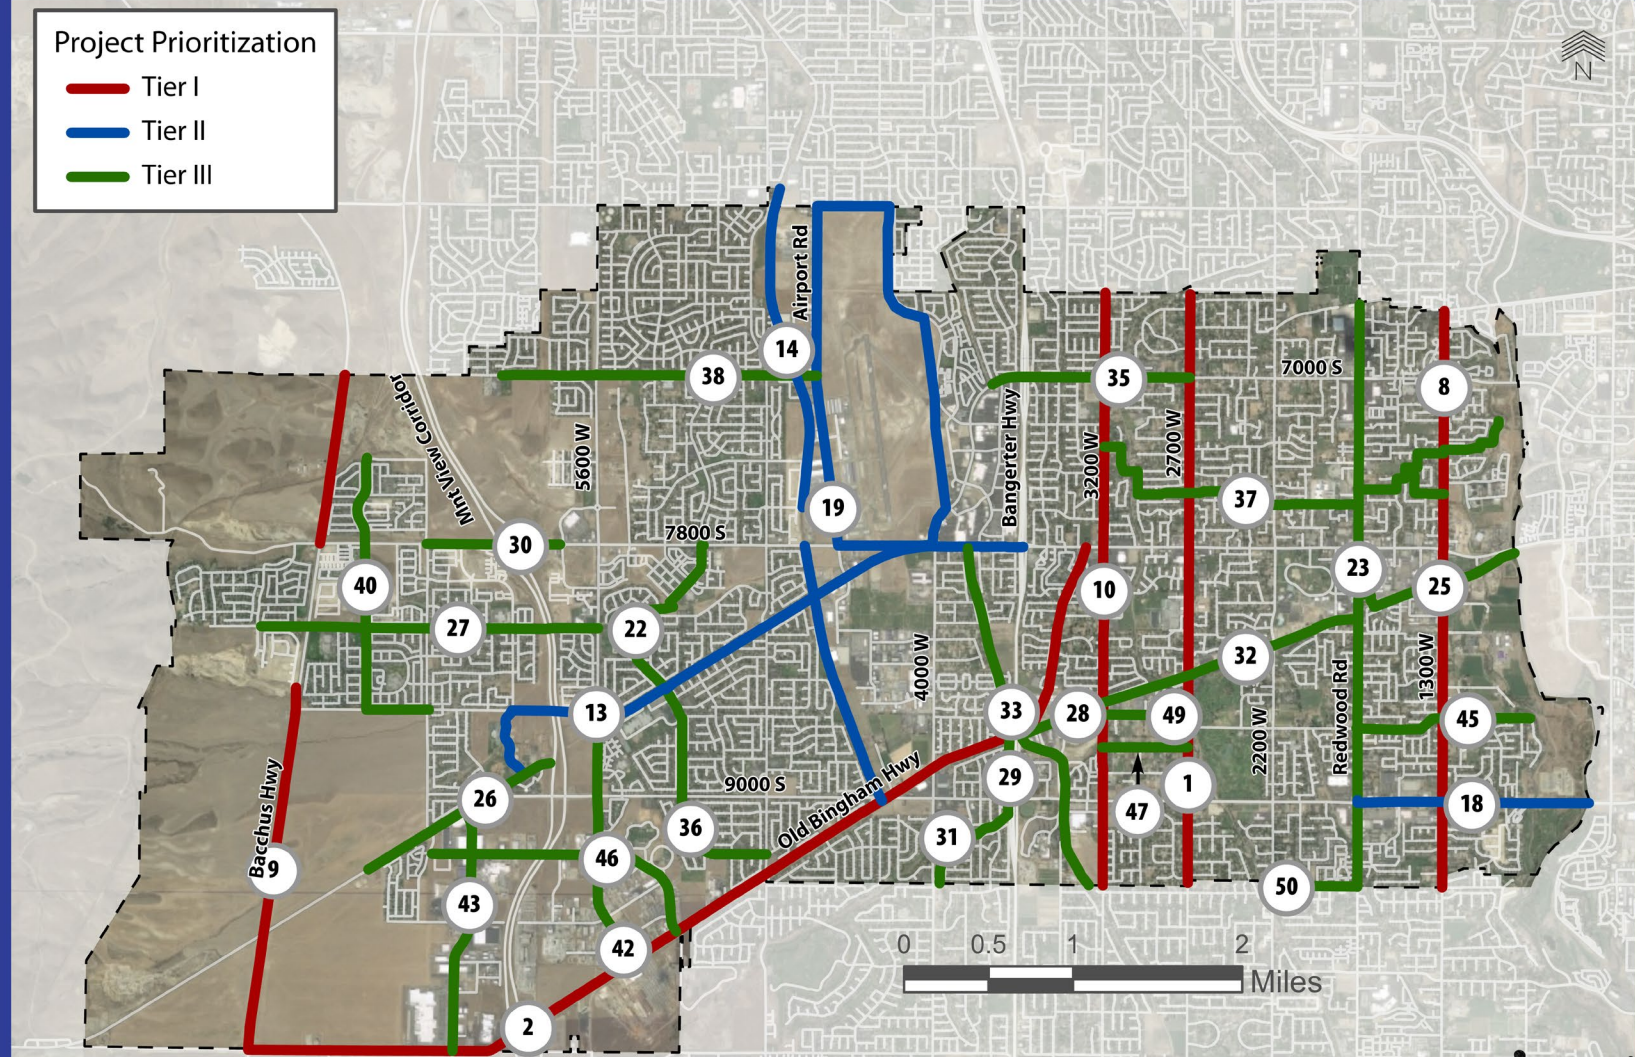 Project Prioritization
Tier I
Tier II
Tier III
N
Airport Rd
14
38
35
7000 S
8
Mnt View Corridor
5600 W
Bangerter Hwy
3200 W
2700 W
37
19
7800 S
30
40
10
23
25
27
22
4000 W
32
1300 W
Redwood Rd
13
33
28
49
2200 W
45
Bacchus Hwy
26
9000 S
Old Bingham Hwy
29
1
47
18
36
31
9
46
43
50
42
2
0 0.5 1 2
Miles